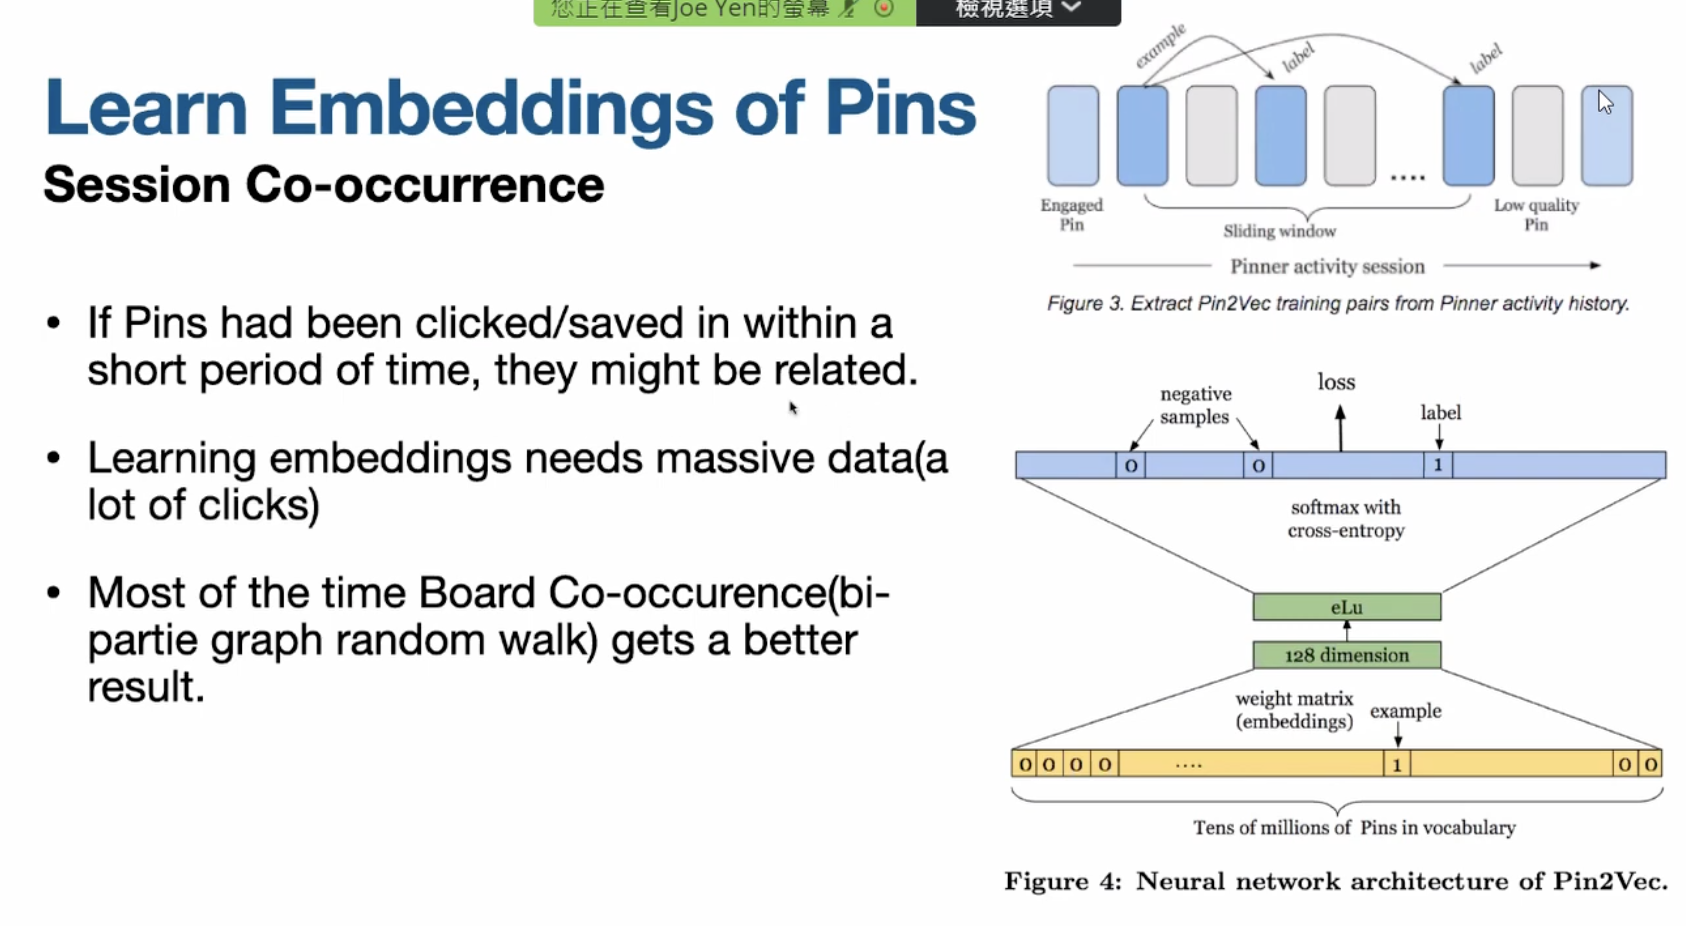 您正在查看Joe Yen的螢幕
檢視選項
Learn Embeddings of Pins
Session Co-occurrence
• If Pins had been clicked/saved in within a
short period of time, they might be related.
• Learning embeddings needs massive data(a
lot of clicks)
• Most of the time Board Co-occurence(bi-
partie graph random walk) gets a better
result.
example
label
label
Engaged
Pin
....
Low quality
Pin
Sliding window
Pinner activity session
Figure 3. Extract Pin2Vec training pairs from Pinner activity history.
loss
negative
samples
label
0 0 1
softmax with
cross-entropy
eLu
128 dimension
weight matrix
(embeddings)
example
0 0 0 0 .... 1 0 0
Tens of millions of Pins in vocabulary
Figure 4: Neural network architecture of Pin2Vec.